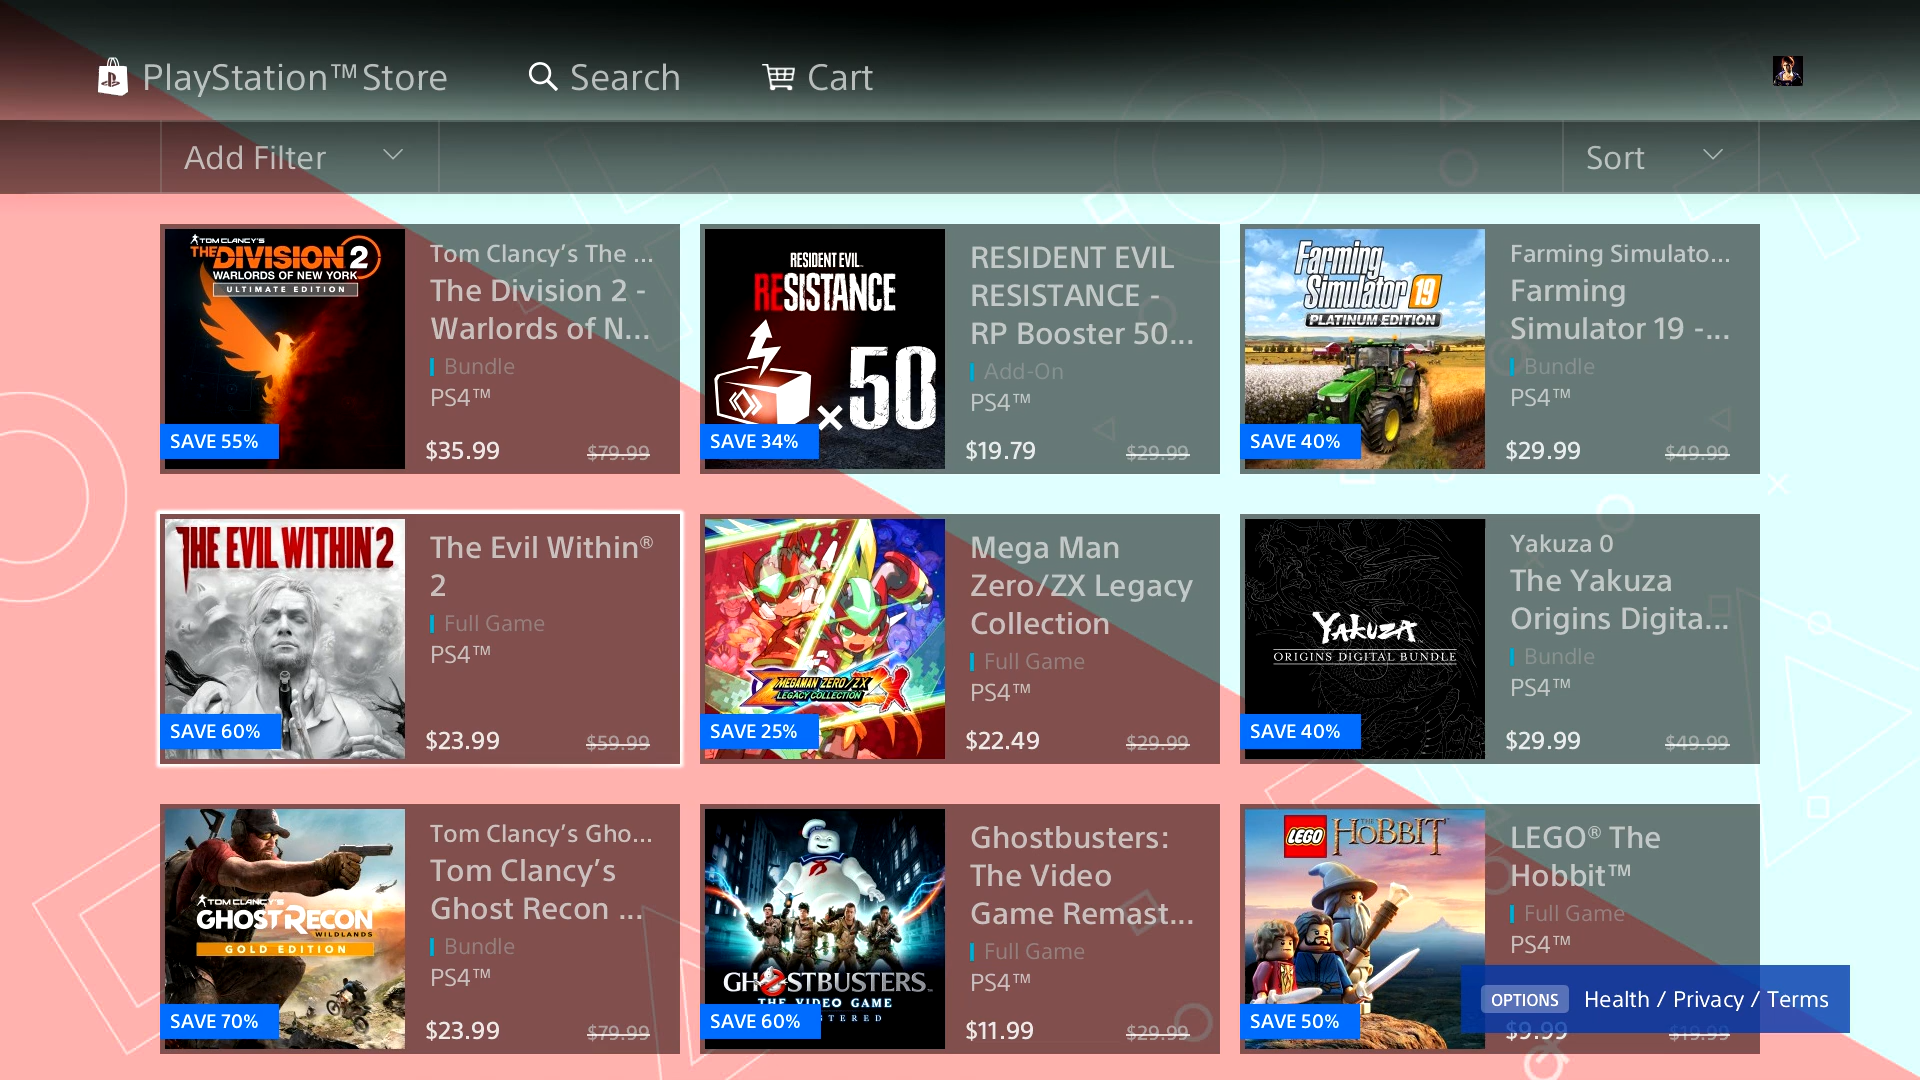 PlayStation™Store
Search
Cart
Add Filter
Sort
TOM CLANCY'S
THE DIVISION 2
WARLORDS OF NEW YORK
ULTIMATE EDITION
SAVE 55%
Tom Clancy's The ...
The Division 2 -
Warlords of N...
Bundle
PS4™
$35.99
$79.99
RESIDENT EVIL
RESISTANCE
×50
SAVE 34%
RESIDENT EVIL
RESISTANCE -
RP Booster 50...
Add-On
PS4™
$19.79
$29.99
Farming
Simulator 19
PLATINUM EDITION
SAVE 40%
Farming Simulato...
Farming
Simulator 19 -...
Bundle
PS4™
$29.99
$49.99
THE EVIL WITHIN 2
SAVE 60%
The Evil Within®
2
Full Game
PS4™
$23.99
$59.99
MEGAMAN ZERO/ZX
LEGACY COLLECTION
SAVE 25%
Mega Man
Zero/ZX Legacy
Collection
Full Game
PS4™
$22.49
$29.99
YAKUZA
ORIGINS DIGITAL BUNDLE
SAVE 40%
Yakuza 0
The Yakuza
Origins Digita...
Bundle
PS4™
$29.99
$49.99
TOM CLANCY'S
GHOST RECON
WILDLANDS
GOLD EDITION
SAVE 70%
Tom Clancy's Gho...
Tom Clancy's
Ghost Recon ...
Bundle
PS4™
$23.99
$79.99
GHOSTBUSTERS
THE VIDEO GAME
SAVE 60%
Ghostbusters:
The Video
Game Remast...
Full Game
PS4™
$11.99
$29.99
LEGO THE HOBBIT
SAVE 50%
LEGO® The
Hobbit™
Full Game
PS4™
$9.99
$19.99
OPTIONS Health / Privacy / Terms